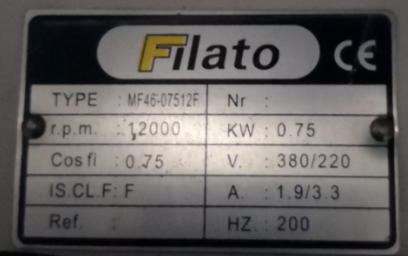 Filato CE
TYPE : MF46-07512F Nr :
r.p.m. : 12000 KW : 0.75
Cos fi : 0.75 V. : 380/220
IS.CL.F: F A. : 1.9/3.3
Ref. : HZ : 200